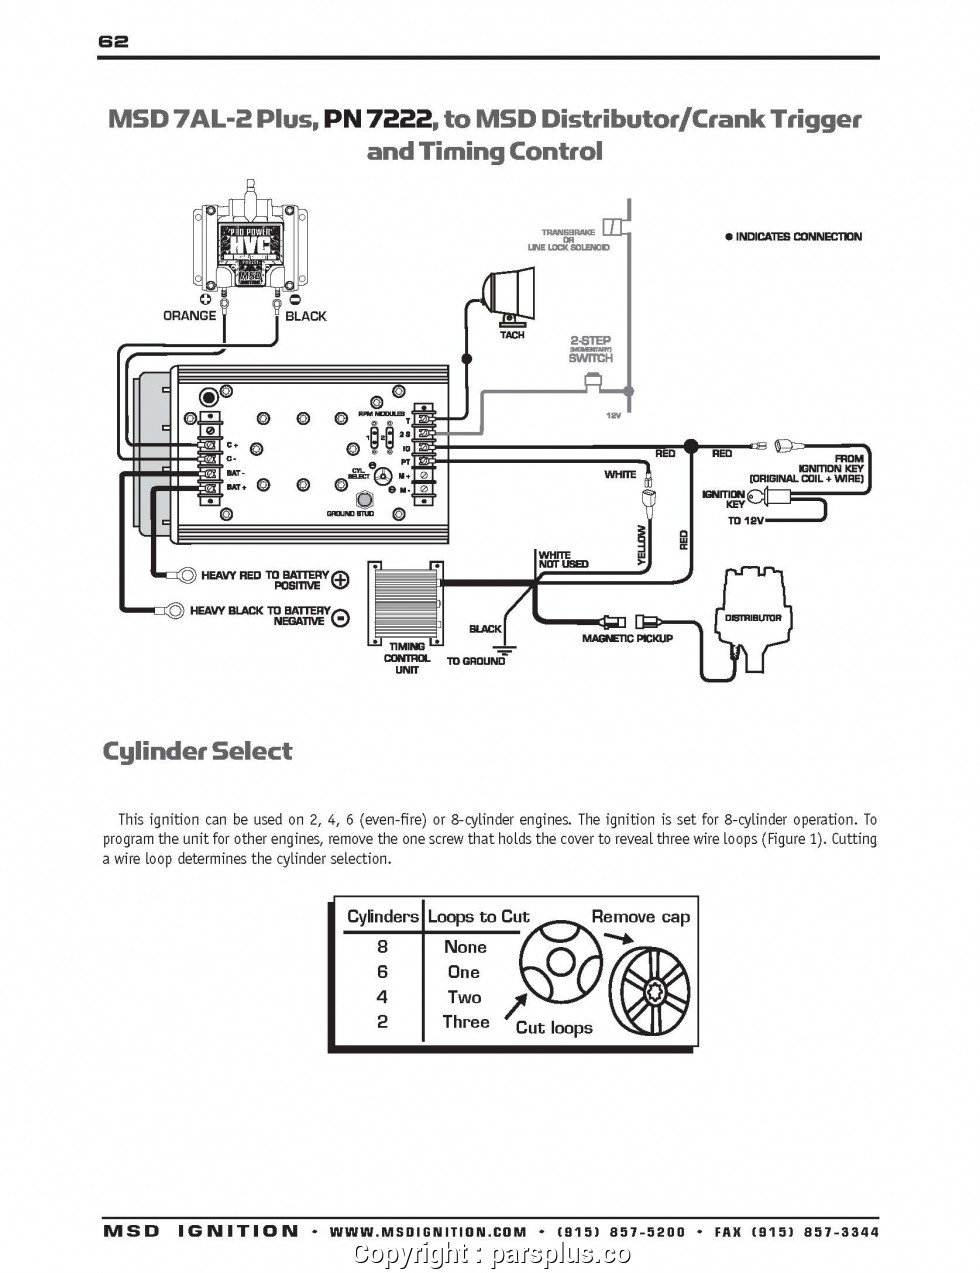 62
MSD 7AL-2 Plus, PN 7222, to MSD Distributor/Crank Trigger
and Timing Control
TRANSBRAKE
OR
LINE LOCK SOLENOID
INDICATES CONNECTION
PRO POWER
HVC
MSD
IGNITION
+
-
ORANGE
BLACK
TACH
2-STEP
(MOMENTARY)
SWITCH
12V
RPM MODULES
T
1
2
2 S
C +
IG
C -
PT
BAT -
CYL.
SELECT
M +
BAT +
M -
GROUND STUD
RED
RED
FROM
IGNITION KEY
(ORIGINAL COIL + WIRE)
WHITE
IGNITION
KEY
TO 12V
YELLOW
RED
WHITE
NOT USED
HEAVY RED TO BATTERY
POSITIVE
+
HEAVY BLACK TO BATTERY
NEGATIVE
-
TIMING
CONTROL
UNIT
BLACK
TO GROUND
MAGNETIC PICKUP
DISTRIBUTOR
Cylinder Select
This ignition can be used on 2, 4, 6 (even-fire) or 8-cylinder engines. The ignition is set for 8-cylinder operation. To
program the unit for other engines, remove the one screw that holds the cover to reveal three wire loops (Figure 1). Cutting
a wire loop determines the cylinder selection.
Cylinders Loops to Cut
Remove cap
8 None
6 One
4 Two
2 Three
Cut loops
MSD IGNITION • WWW.MSDIGNITION.COM • (915) 857-5200 • FAX (915) 857-3344
Copyright : parsplus.co